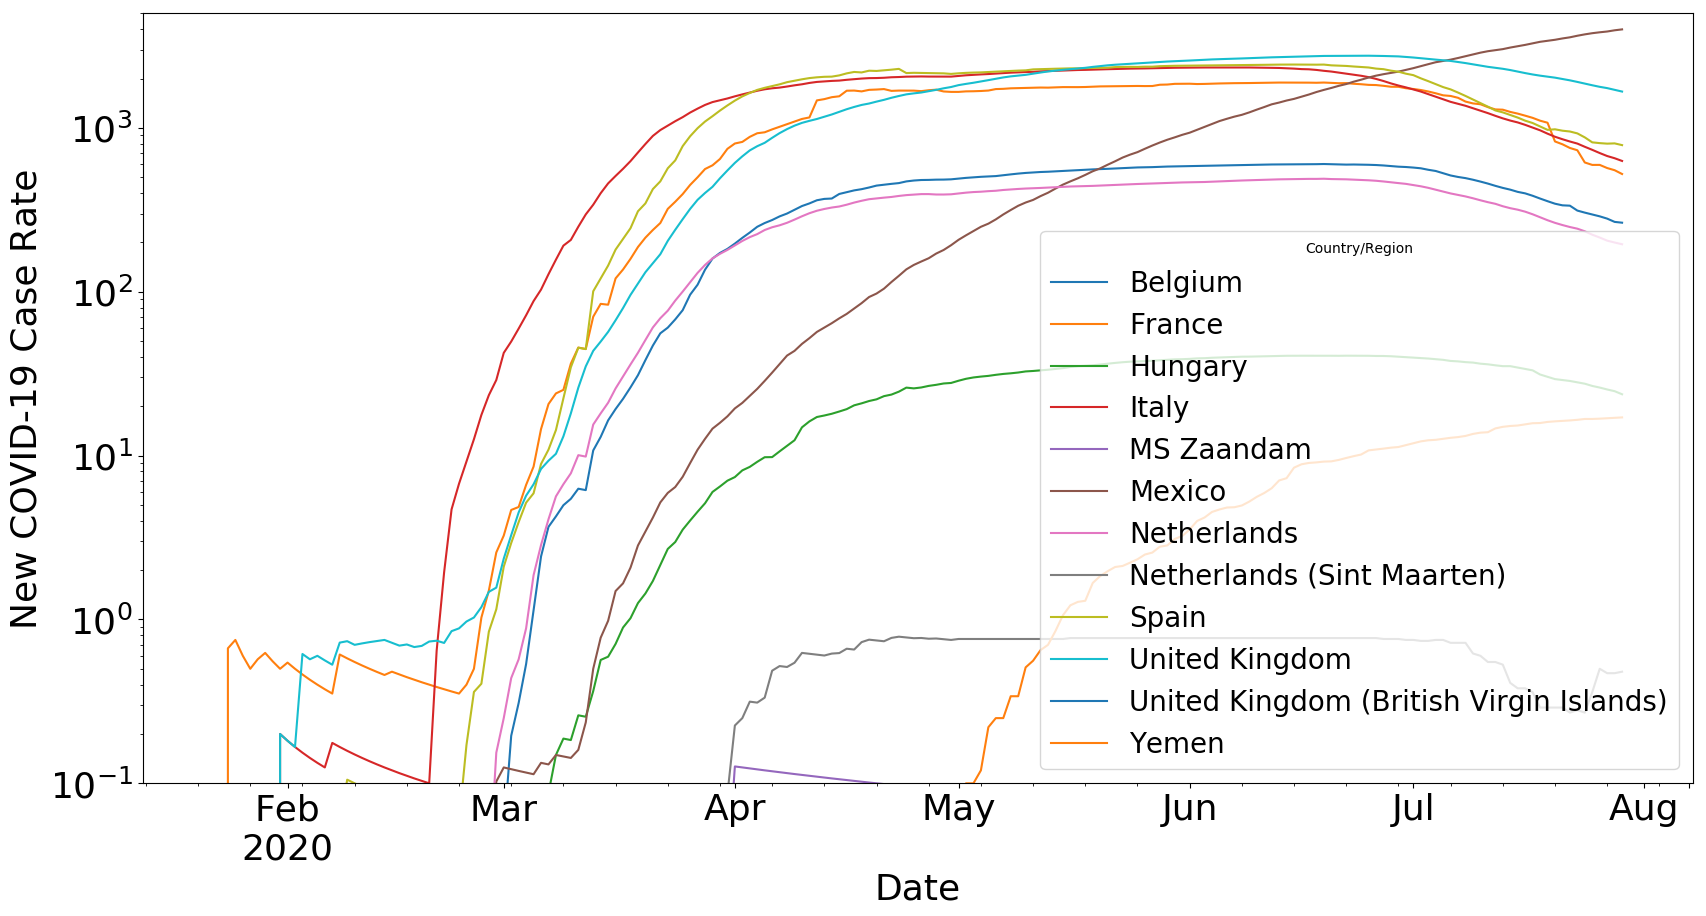 New COVID-19 Case Rate
10³
10²
10¹
10⁰
10⁻¹
Country/Region
Belgium
France
Hungary
Italy
MS Zaandam
Mexico
Netherlands
Netherlands (Sint Maarten)
Spain
United Kingdom
United Kingdom (British Virgin Islands)
Yemen
Feb Mar Apr May Jun Jul Aug
2020
Date